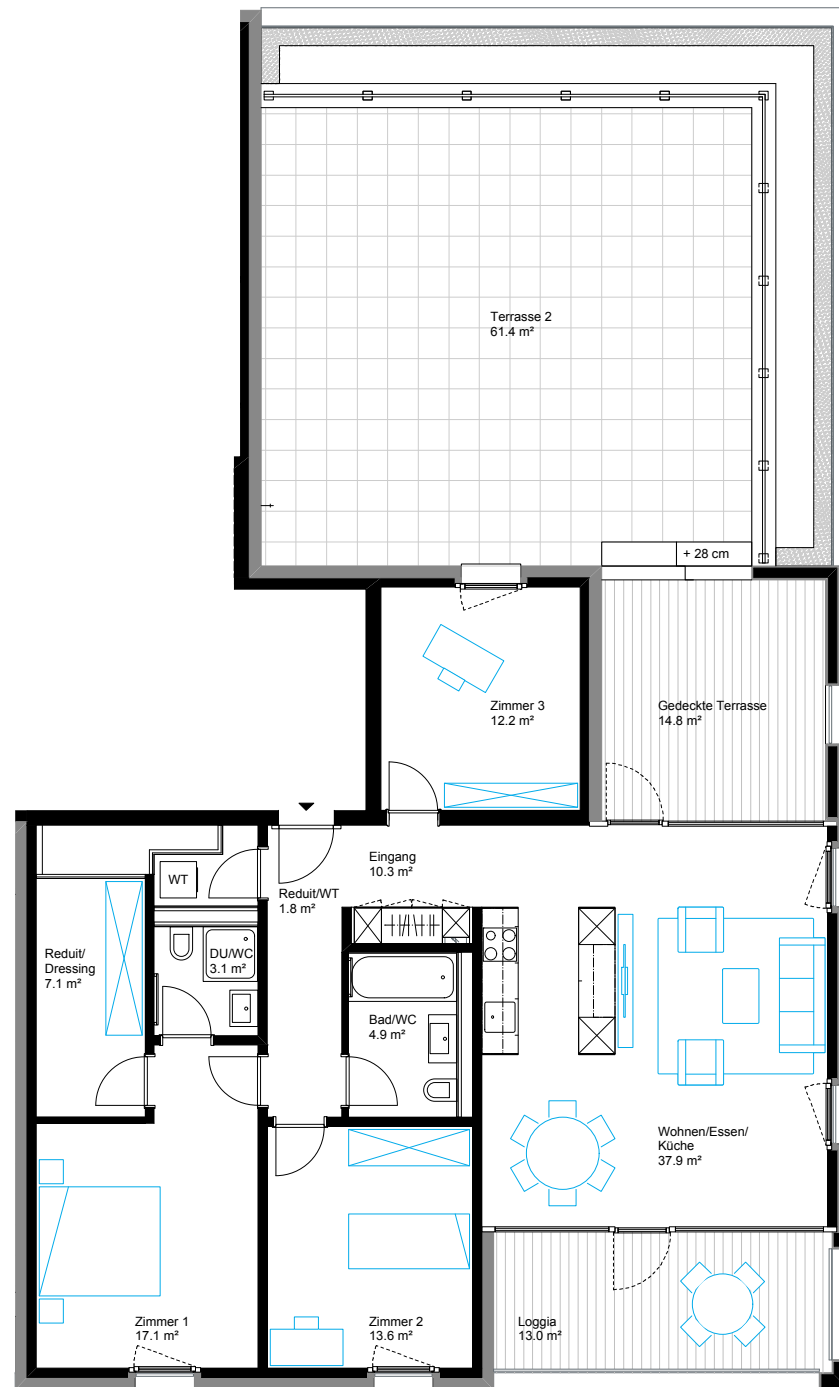 Terrasse 2
61.4 m²
+ 28 cm
Zimmer 3
12.2 m²
Gedeckte Terrasse
14.8 m²
Eingang
10.3 m²
WT
Reduit/WT
1.8 m²
Reduit/
Dressing
7.1 m²
DU/WC
3.1 m²
Bad/WC
4.9 m²
Wohnen/Essen/
Küche
37.9 m²
Zimmer 1
17.1 m²
Zimmer 2
13.6 m²
Loggia
13.0 m²